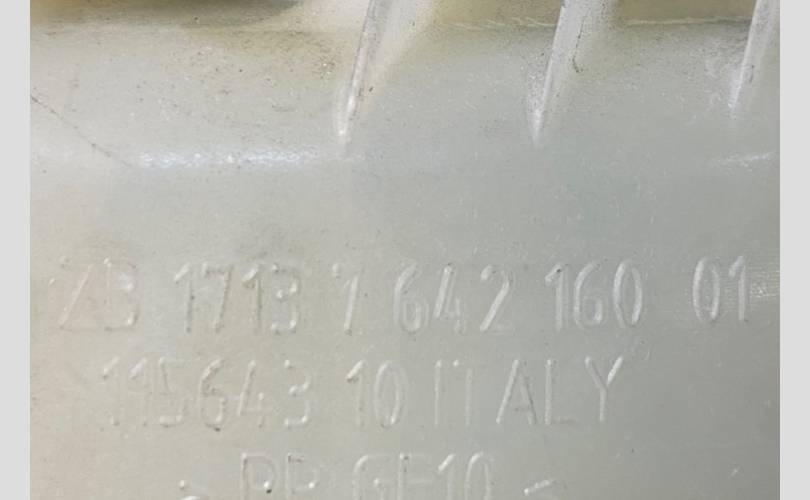 ZB 1713 7 642 160 01
115643 10 ITALY
> PP GF10 <